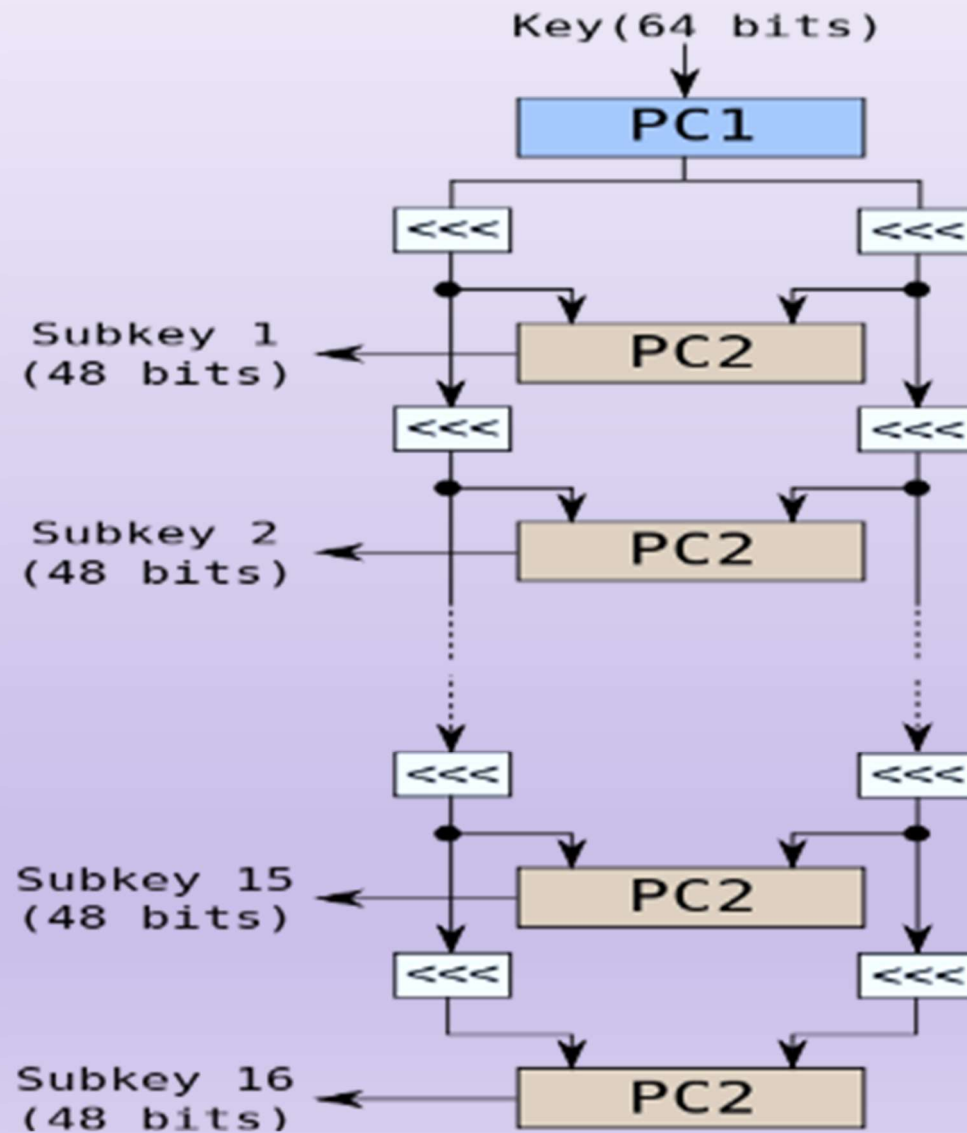 Key(64 bits)
PC1
<<< <<<
Subkey 1
(48 bits)
PC2
<<< <<<
Subkey 2
(48 bits)
PC2
<<< <<<
Subkey 15
(48 bits)
PC2
<<< <<<
Subkey 16
(48 bits)
PC2